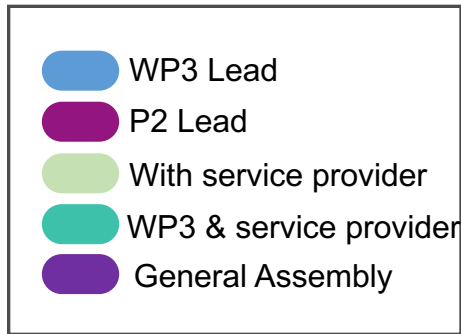 WP3 Lead
P2 Lead
With service provider
WP3 & service provider
General Assembly